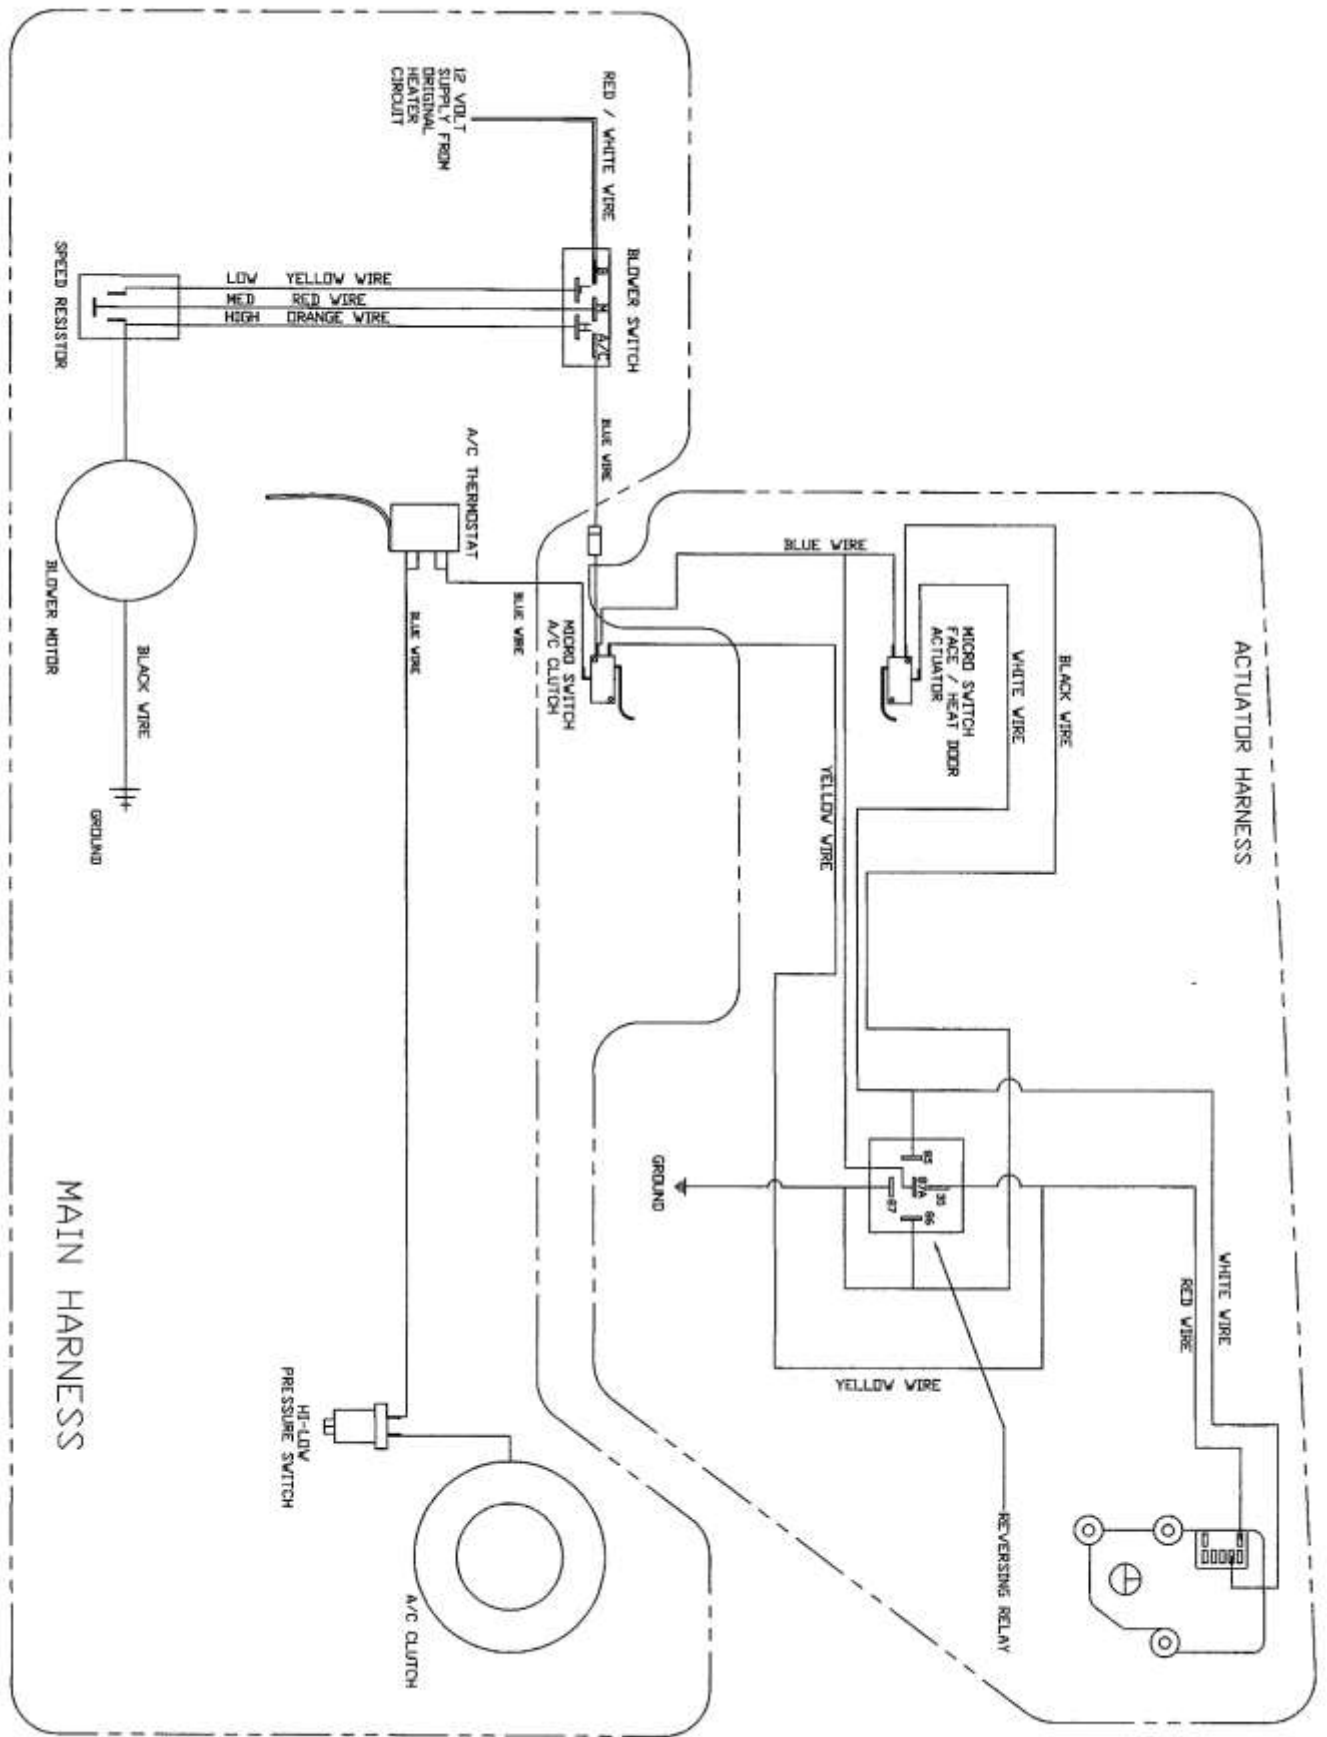 12 VOLT
SUPPLY FROM
ORIGINAL
HEATER
CIRCUIT
RED / WHITE WIRE
BLOWER SWITCH
B
L
M
H
A/C
LOW YELLOW WIRE
MED RED WIRE
HIGH ORANGE WIRE
SPEED RESISTOR
BLUE WIRE
A/C THERMOSTAT
BLOWER MOTOR
BLACK WIRE
GROUND
BLUE WIRE
BLUE WIRE
MICRO SWITCH
A/C CLUTCH
BLUE WIRE
MICRO SWITCH
FACE / HEAT DOOR
ACTUATOR
WHITE WIRE
BLACK WIRE
ACTUATOR HARNESS
YELLOW WIRE
85
87A
30
87
86
GROUND
WHITE WIRE
RED WIRE
YELLOW WIRE
REVERSING RELAY
MAIN HARNESS
HI-LOW
PRESSURE SWITCH
A/C CLUTCH